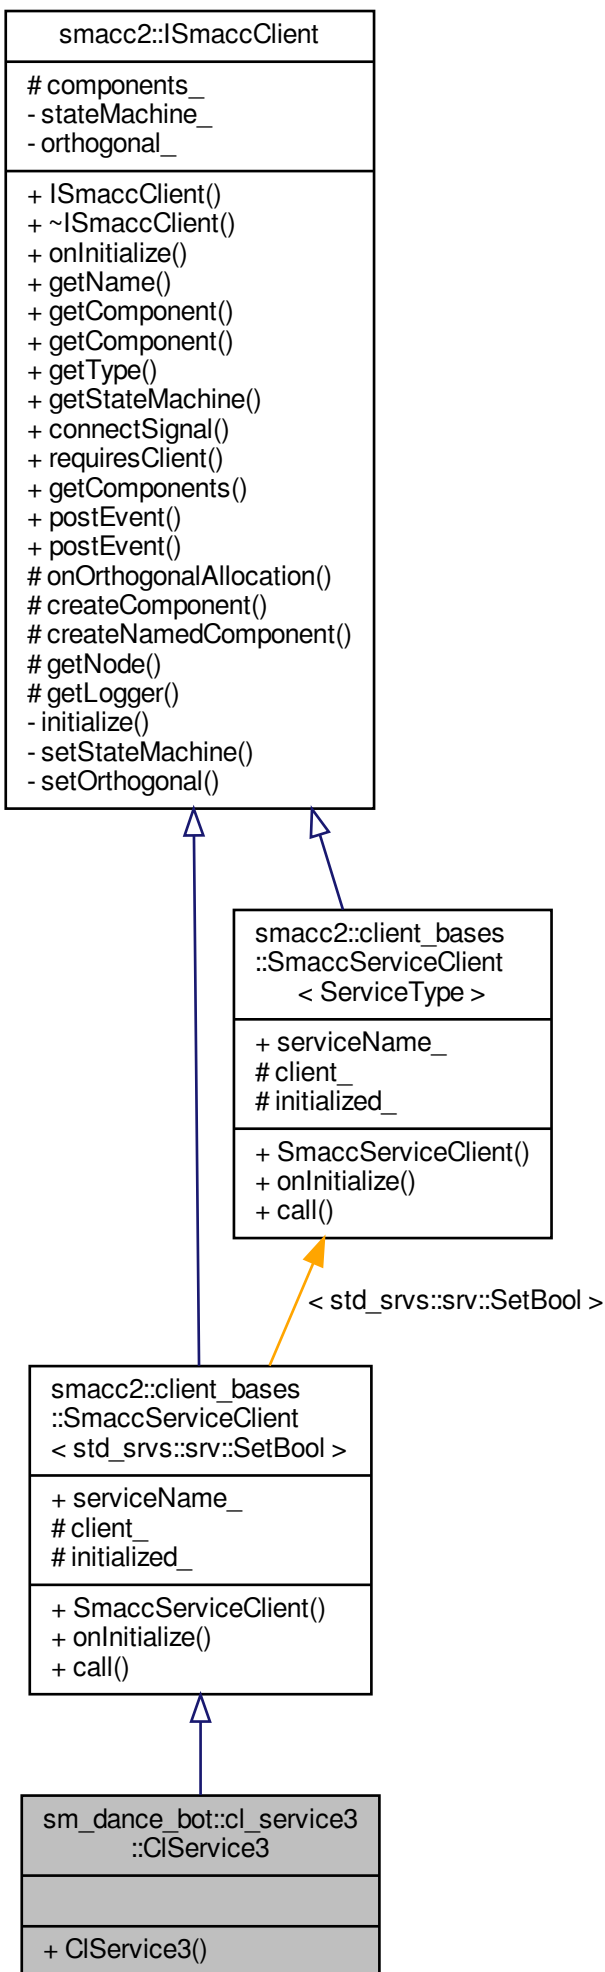 smacc2::ISmaccClient
# components_
- stateMachine_
- orthogonal_
+ ISmaccClient()
+ ~ISmaccClient()
+ onInitialize()
+ getName()
+ getComponent()
+ getComponent()
+ getType()
+ getStateMachine()
+ connectSignal()
+ requiresClient()
+ getComponents()
+ postEvent()
+ postEvent()
# onOrthogonalAllocation()
# createComponent()
# createNamedComponent()
# getNode()
# getLogger()
- initialize()
- setStateMachine()
- setOrthogonal()
smacc2::client_bases
::SmaccServiceClient
< ServiceType >
+ serviceName_
# client_
# initialized_
+ SmaccServiceClient()
+ onInitialize()
+ call()
< std_srvs::srv::SetBool >
smacc2::client_bases
::SmaccServiceClient
< std_srvs::srv::SetBool >
+ serviceName_
# client_
# initialized_
+ SmaccServiceClient()
+ onInitialize()
+ call()
sm_dance_bot::cl_service3
::ClService3
+ ClService3()